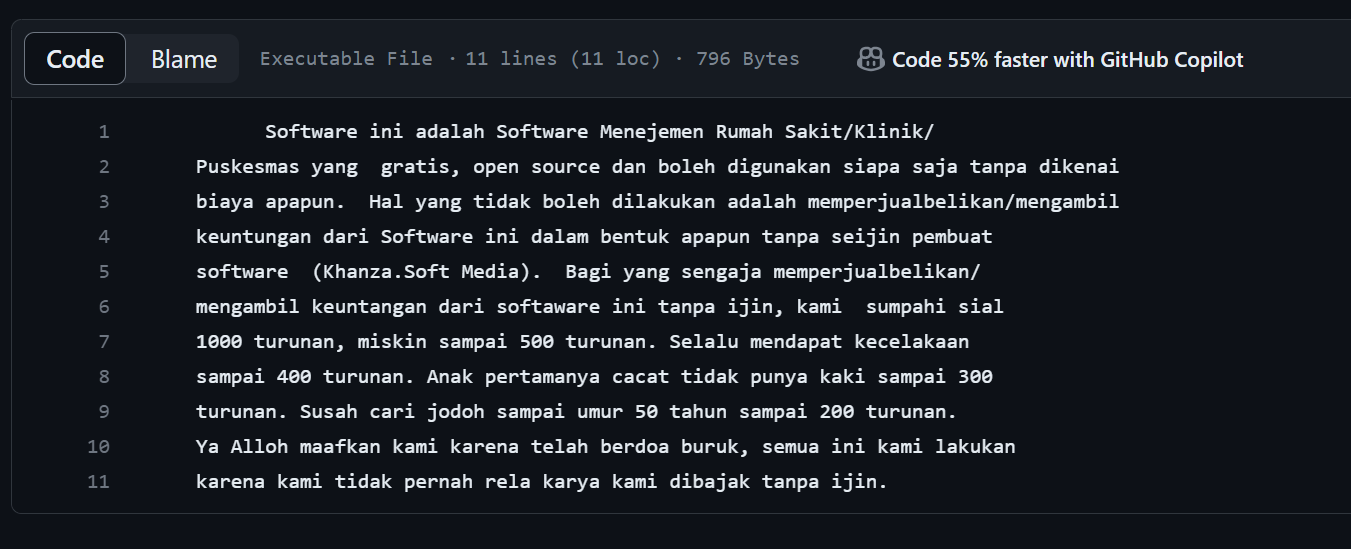 Code Blame Executable File · 11 lines (11 loc) · 796 Bytes Code 55% faster with GitHub Copilot
1 Software ini adalah Software Menejemen Rumah Sakit/Klinik/
2 Puskesmas yang  gratis, open source dan boleh digunakan siapa saja tanpa dikenai
3 biaya apapun.  Hal yang tidak boleh dilakukan adalah memperjualbelikan/mengambil
4 keuntungan dari Software ini dalam bentuk apapun tanpa seijin pembuat
5 software  (Khanza.Soft Media).  Bagi yang sengaja memperjualbelikan/
6 mengambil keuntangan dari softaware ini tanpa ijin, kami  sumpahi sial
7 1000 turunan, miskin sampai 500 turunan. Selalu mendapat kecelakaan
8 sampai 400 turunan. Anak pertamanya cacat tidak punya kaki sampai 300
9 turunan. Susah cari jodoh sampai umur 50 tahun sampai 200 turunan.
10 Ya Alloh maafkan kami karena telah berdoa buruk, semua ini kami lakukan
11 karena kami tidak pernah rela karya kami dibajak tanpa ijin.